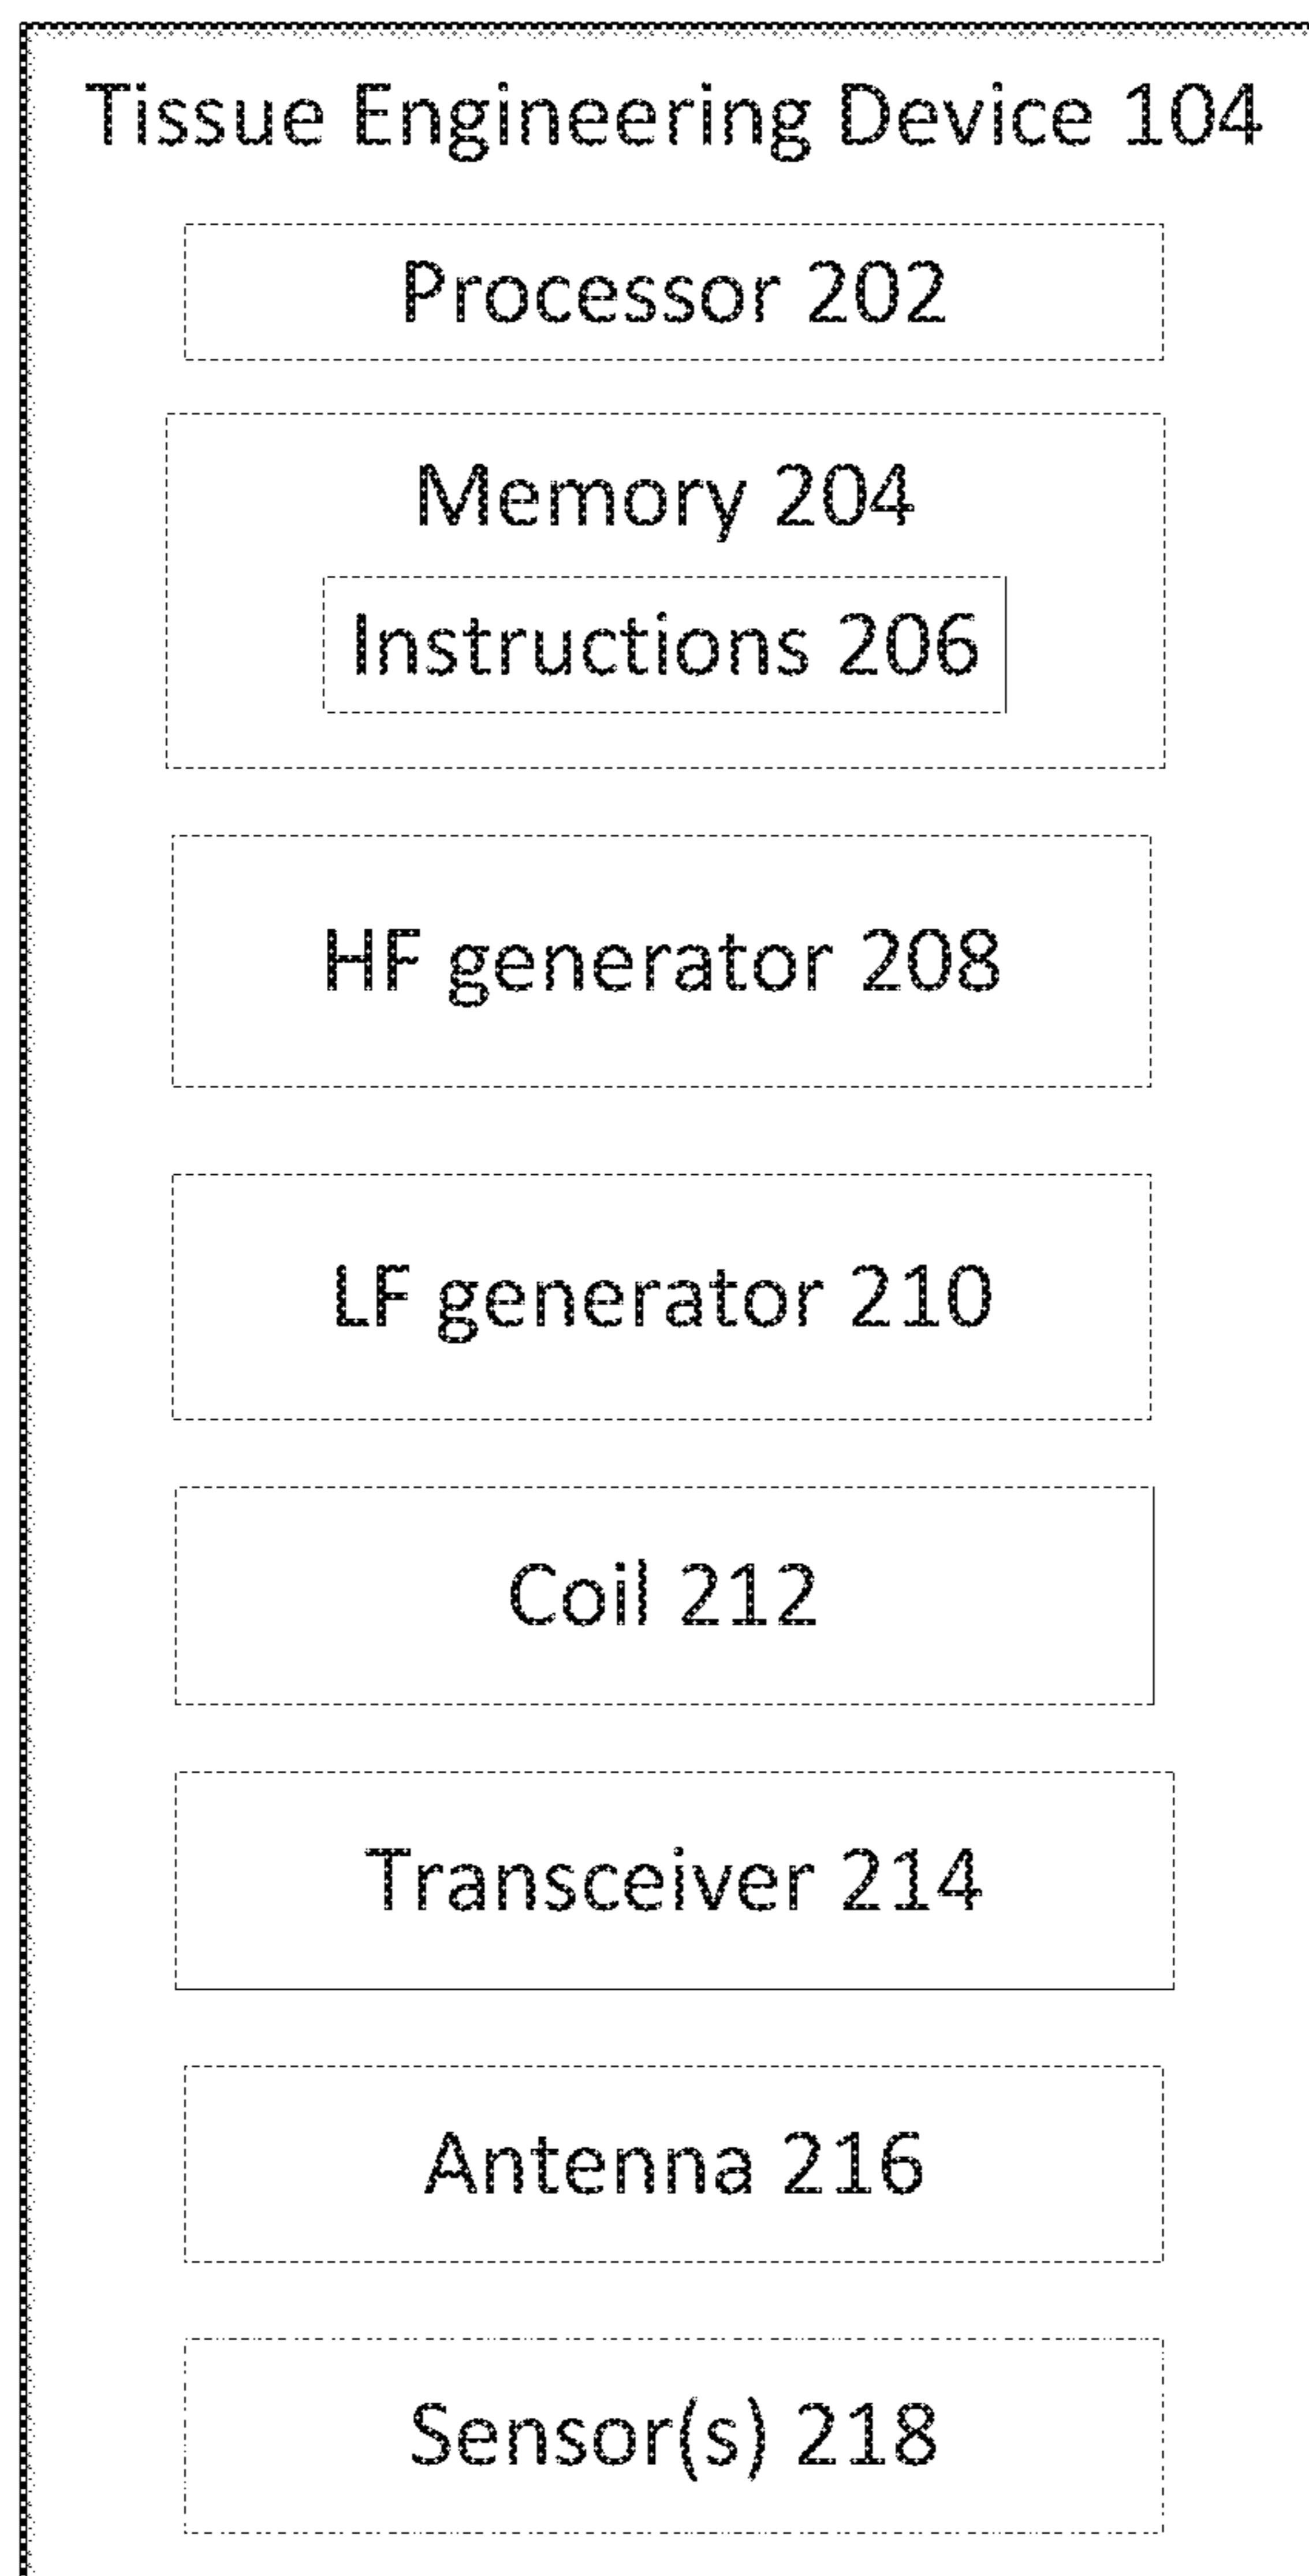 Tissue Engineering Device 104
Processor 202
Memory 204
Instructions 206
HF generator 208
LF generator 210
Coil 212
Transceiver 214
Antenna 216
Sensor(s) 218